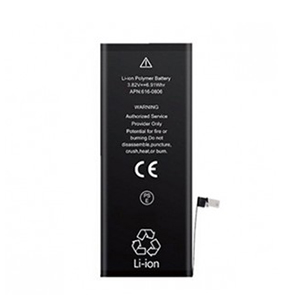 Li-ion Polymer Battery
3.82V⎓6.91Whr
APN:616-0806
WARNING
Authorized Service
Provider Only
Potential for fire or
burning. Do not
disassemble,puncture,
crush,heat,or burn
CE
PS
E
Li-ion